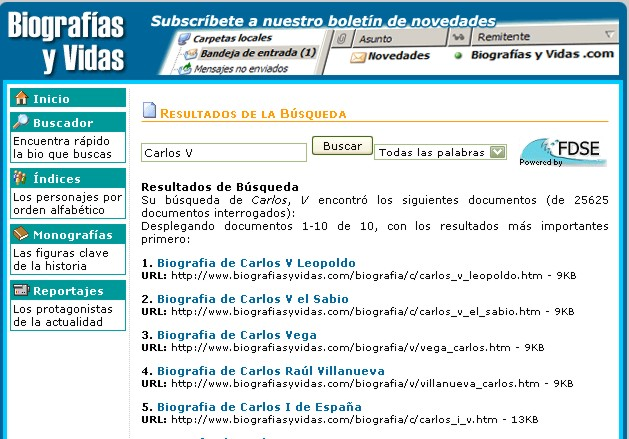 Biografías
y Vidas
Subscríbete a nuestro boletín de novedades
Carpetas locales
Bandeja de entrada (1)
Mensajes no enviados
Asunto
Remitente
Novedades
Biografías y Vidas .com
Inicio
Buscador
Encuentra rápido
la bio que buscas
Índices
Los personajes por
orden alfabético
Monografías
Las figuras clave
de la historia
Reportajes
Los protagonistas
de la actualidad
Resultados de la Búsqueda
Carlos V
Buscar
Todas las palabras
FDSE
Powered by
Resultados de Búsqueda
Su búsqueda de Carlos, V encontró los siguientes documentos (de 25625
documentos interrogados):
Desplegando documentos 1-10 de 10, con los resultados más importantes
primero:
1. Biografia de Carlos V Leopoldo
URL: http://www.biografiasyvidas.com/biografia/c/carlos_v_leopoldo.htm - 9KB
2. Biografia de Carlos V el Sabio
URL: http://www.biografiasyvidas.com/biografia/c/carlos_v_el_sabio.htm - 9KB
3. Biografia de Carlos Vega
URL: http://www.biografiasyvidas.com/biografia/v/vega_carlos.htm - 9KB
4. Biografia de Carlos Raúl Villanueva
URL: http://www.biografiasyvidas.com/biografia/v/villanueva_carlos.htm - 9KB
5. Biografia de Carlos I de España
URL: http://www.biografiasyvidas.com/biografia/c/carlos_i_v.htm - 13KB